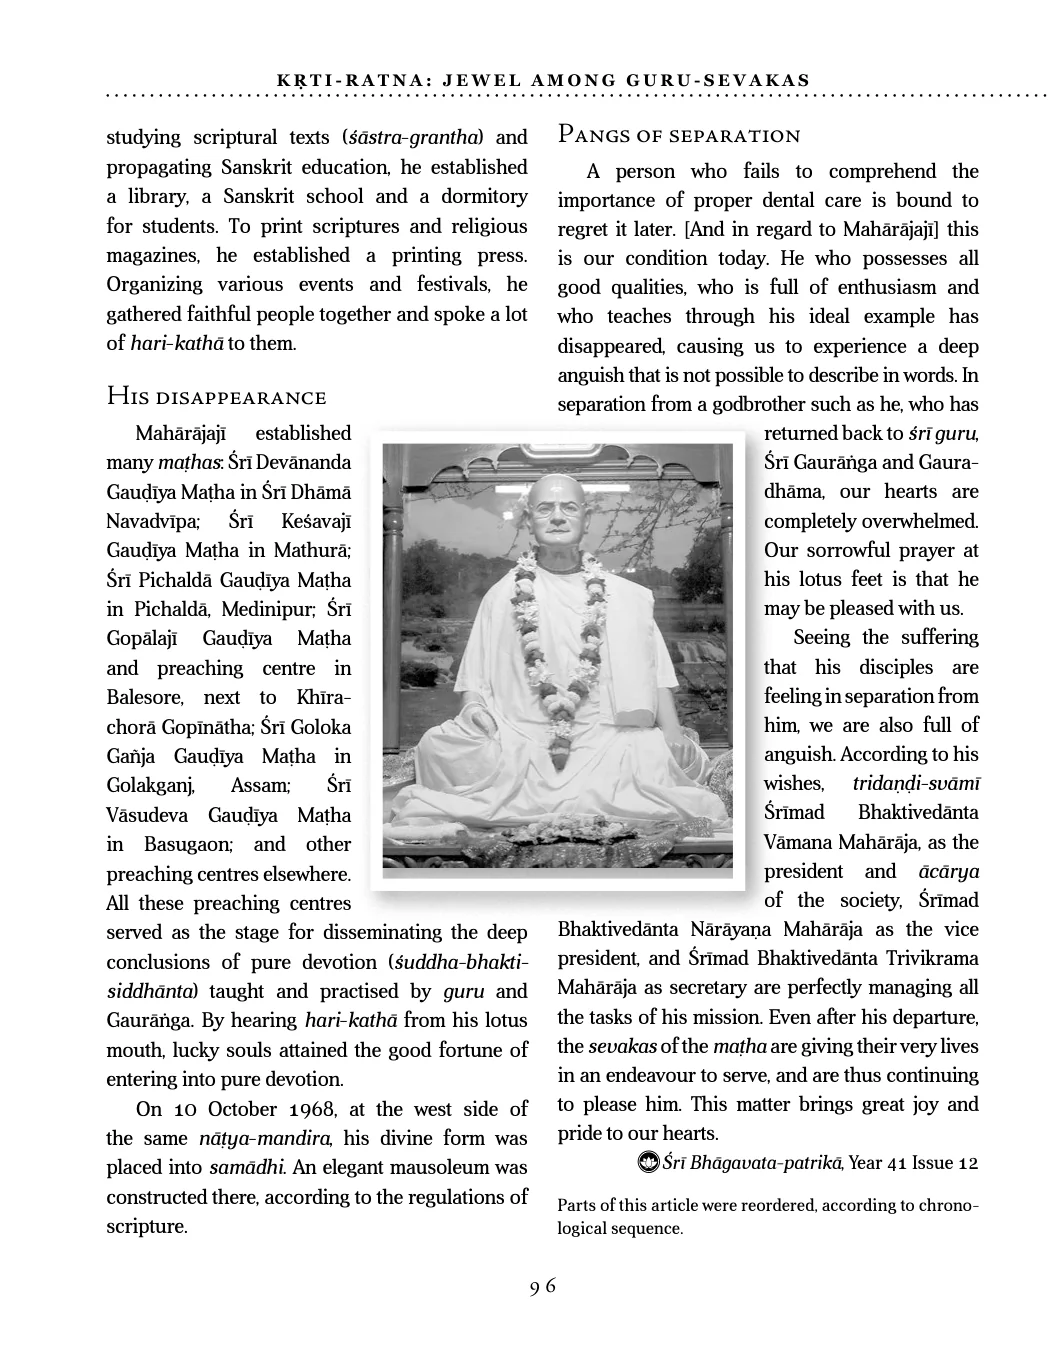 KṚTI-RATNA: JEWEL AMONG GURU-SEVAKAS
studying scriptural texts (śāstra-grantha) and
propagating Sanskrit education, he established
a library, a Sanskrit school and a dormitory
for students. To print scriptures and religious
magazines, he established a printing press.
Organizing various events and festivals, he
gathered faithful people together and spoke a lot
of hari-kathā to them.
HIS DISAPPEARANCE
Mahārājajī established
many maṭhas: Śrī Devānanda
Gauḍīya Maṭha in Śrī Dhāmā
Navadvīpa; Śrī Keśavajī
Gauḍīya Maṭha in Mathurā;
Śrī Pichaldā Gauḍīya Maṭha
in Pichaldā, Medinipur; Śrī
Gopālajī Gauḍīya Maṭha
and preaching centre in
Balesore, next to Khīra-
chorā Gopīnātha; Śrī Goloka
Gañja Gauḍīya Maṭha in
Golakganj, Assam; Śrī
Vāsudeva Gauḍīya Maṭha
in Basugaon; and other
preaching centres elsewhere.
All these preaching centres
served as the stage for disseminating the deep
conclusions of pure devotion (śuddha-bhakti-
siddhānta) taught and practised by guru and
Gaurāṅga. By hearing hari-kathā from his lotus
mouth, lucky souls attained the good fortune of
entering into pure devotion.
On 10 October 1968, at the west side of
the same nāṭya-mandira, his divine form was
placed into samādhi. An elegant mausoleum was
constructed there, according to the regulations of
scripture.
PANGS OF SEPARATION
A person who fails to comprehend the
importance of proper dental care is bound to
regret it later. [And in regard to Mahārājajī] this
is our condition today. He who possesses all
good qualities, who is full of enthusiasm and
who teaches through his ideal example has
disappeared, causing us to experience a deep
anguish that is not possible to describe in words. In
separation from a godbrother such as he, who has
returned back to śrī guru,
Śrī Gaurāṅga and Gaura-
dhāma, our hearts are
completely overwhelmed.
Our sorrowful prayer at
his lotus feet is that he
may be pleased with us.
Seeing the suffering
that his disciples are
feeling in separation from
him, we are also full of
anguish. According to his
wishes, tridaṇḍi-svāmī
Śrīmad Bhaktivedānta
Vāmana Mahārāja, as the
president and ācārya
of the society, Śrīmad
Bhaktivedānta Nārāyaṇa Mahārāja as the vice
president, and Śrīmad Bhaktivedānta Trivikrama
Mahārāja as secretary are perfectly managing all
the tasks of his mission. Even after his departure,
the sevakas of the maṭha are giving their very lives
in an endeavour to serve, and are thus continuing
to please him. This matter brings great joy and
pride to our hearts.
Śrī Bhāgavata-patrikā, Year 41 Issue 12
Parts of this article were reordered, according to chrono-
logical sequence.
96